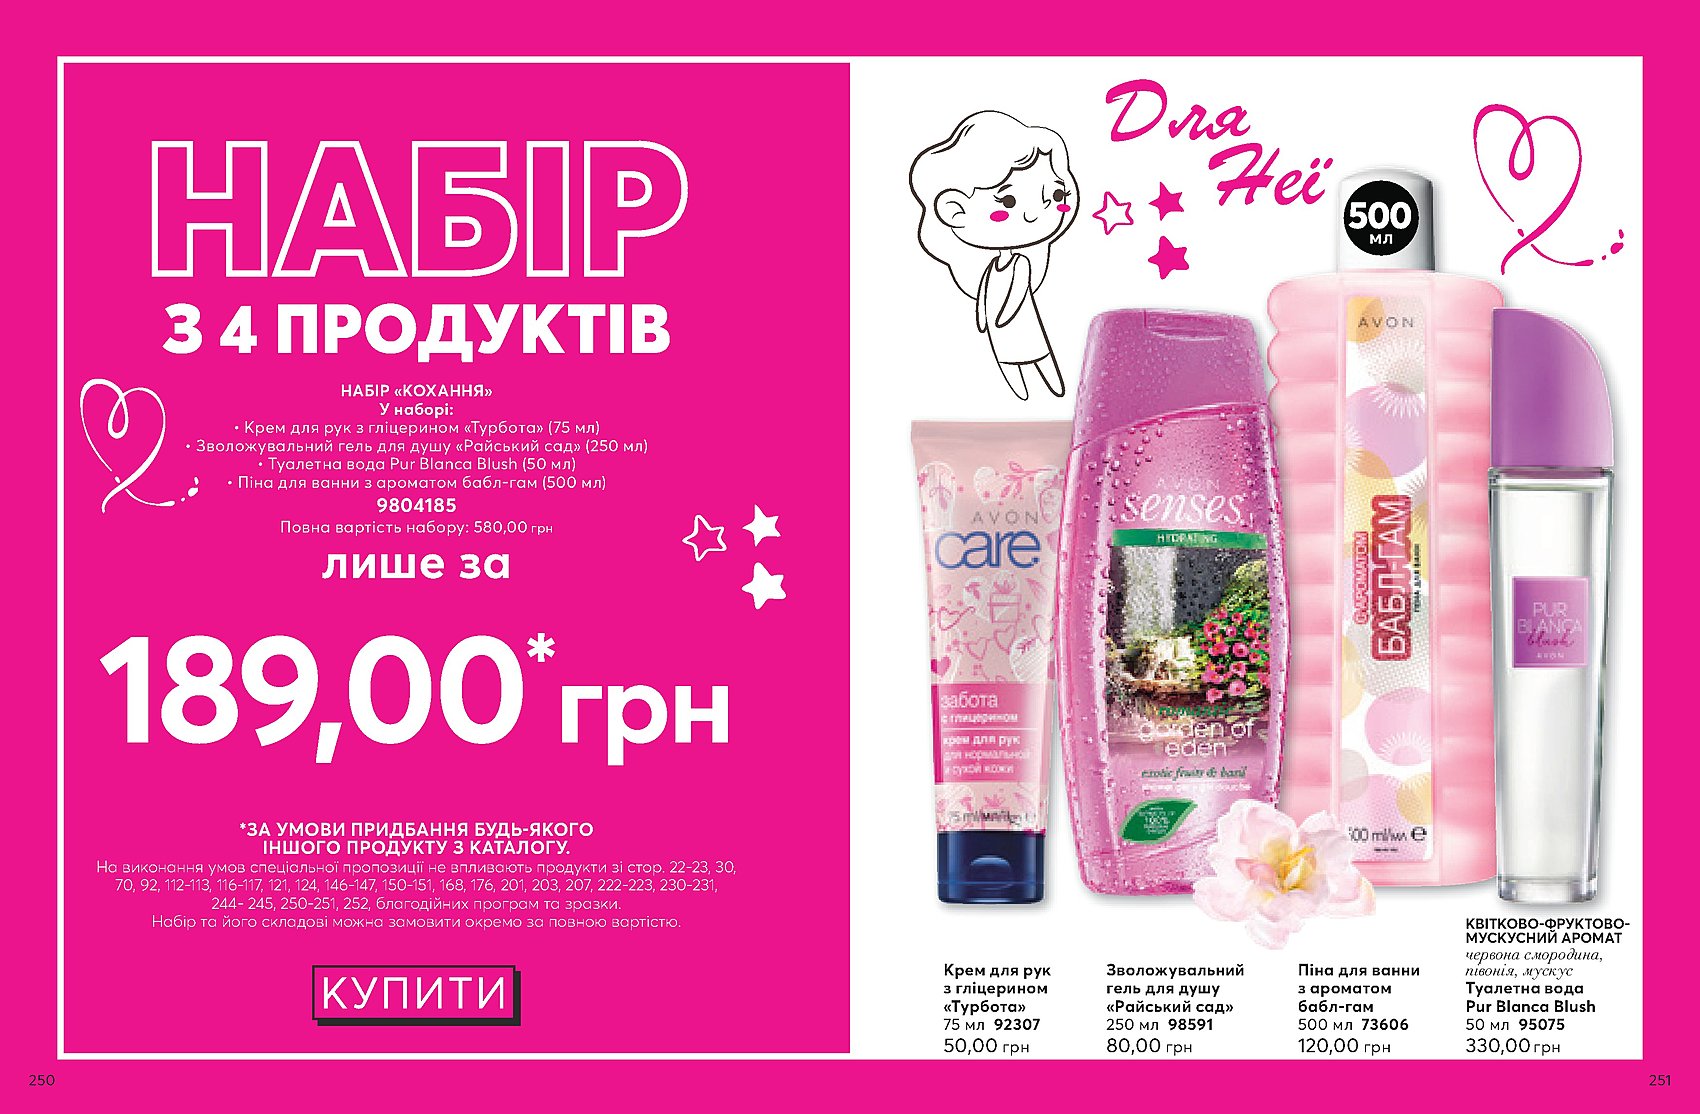 НАБІР
З 4 ПРОДУКТІВ
НАБІР «КОХАННЯ»
У наборі:
• Крем для рук з гліцерином «Турбота» (75 мл)
• Зволожувальний гель для душу «Райський сад» (250 мл)
• Туалетна вода Pur Blanca Blush (50 мл)
• Піна для ванни з ароматом бабл-гам (500 мл)
9804185
Повна вартість набору: 580,00 грн
лише за
189,00* грн
*ЗА УМОВИ ПРИДБАННЯ БУДЬ-ЯКОГО
ІНШОГО ПРОДУКТУ З КАТАЛОГУ.
На виконання умов спеціальної пропозиції не впливають продукти зі стор. 22-23, 30,
70, 92, 112-113, 116-117, 121, 124, 146-147, 150-151, 168, 176, 201, 203, 207, 222-223, 230-231,
244- 245, 250-251, 252, благодійних програм та зразки.
Набір та його складові можна замовити окремо за повною вартістю.
КУПИТИ
250
Для
Неї
500
МЛ
AVON
care
забота
с глицерином
крем для рук
для нормальной
и сухой кожи
AVON
senses
HYDRATING
garden of
eden
exotic fruits & basil
AVON
С АРОМАТОМ
БАБЛ-ГАМ
ПЕНА ДЛЯ ВАНН
500 ml/мл e
PUR
BLANCA
blush
AVON
Крем для рук
з гліцерином
«Турбота»
75 мл 92307
50,00 грн
Зволожувальний
гель для душу
«Райський сад»
250 мл 98591
80,00 грн
Піна для ванни
з ароматом
бабл-гам
500 мл 73606
120,00 грн
КВІТКОВО-ФРУКТОВО-
МУСКУСНИЙ АРОМАТ
червона смородина,
півонія, мускус
Туалетна вода
Pur Blanca Blush
50 мл 95075
330,00 грн
251